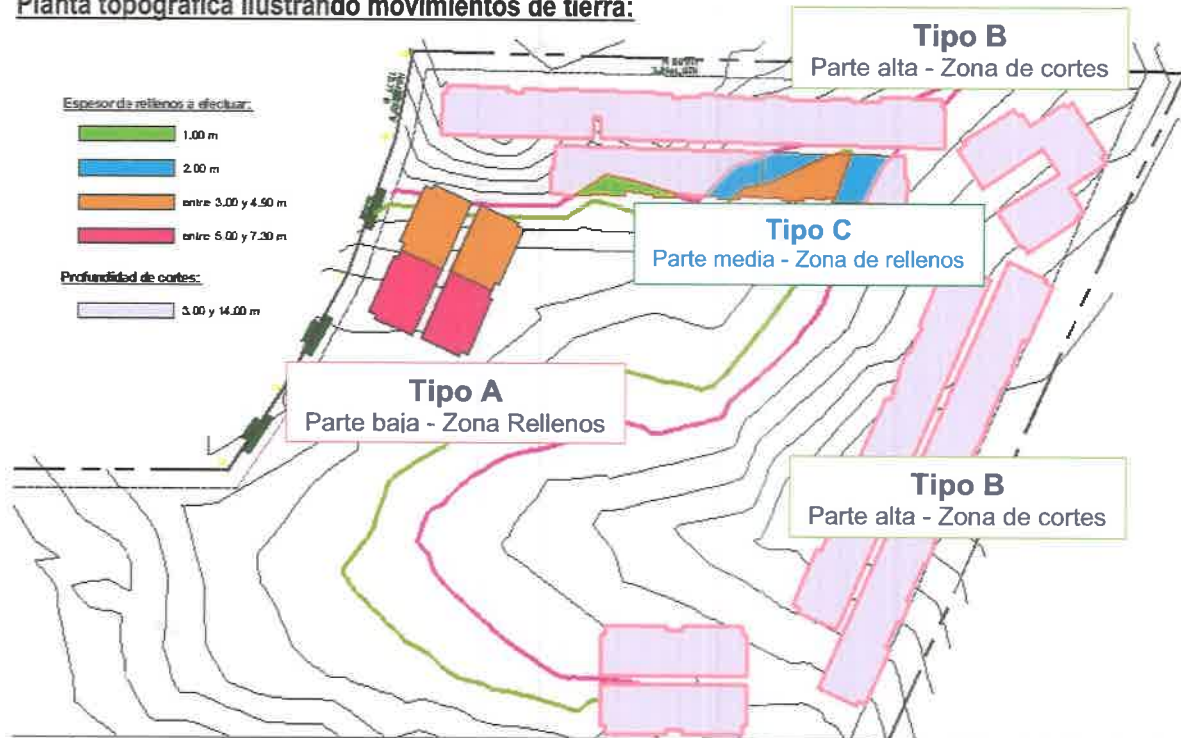 Planta topográfica ilustrando movimientos de tierra:
Tipo B
Parte alta - Zona de cortes
Espesor de rellenos a efectuar:
1.00 m
2.00 m
entre 3.00 y 4.50 m
entre 5.00 y 7.30 m
Profundidad de cortes:
3.00 y 14.00 m
Tipo C
Parte media - Zona de rellenos
Tipo A
Parte baja - Zona Rellenos
Tipo B
Parte alta - Zona de cortes